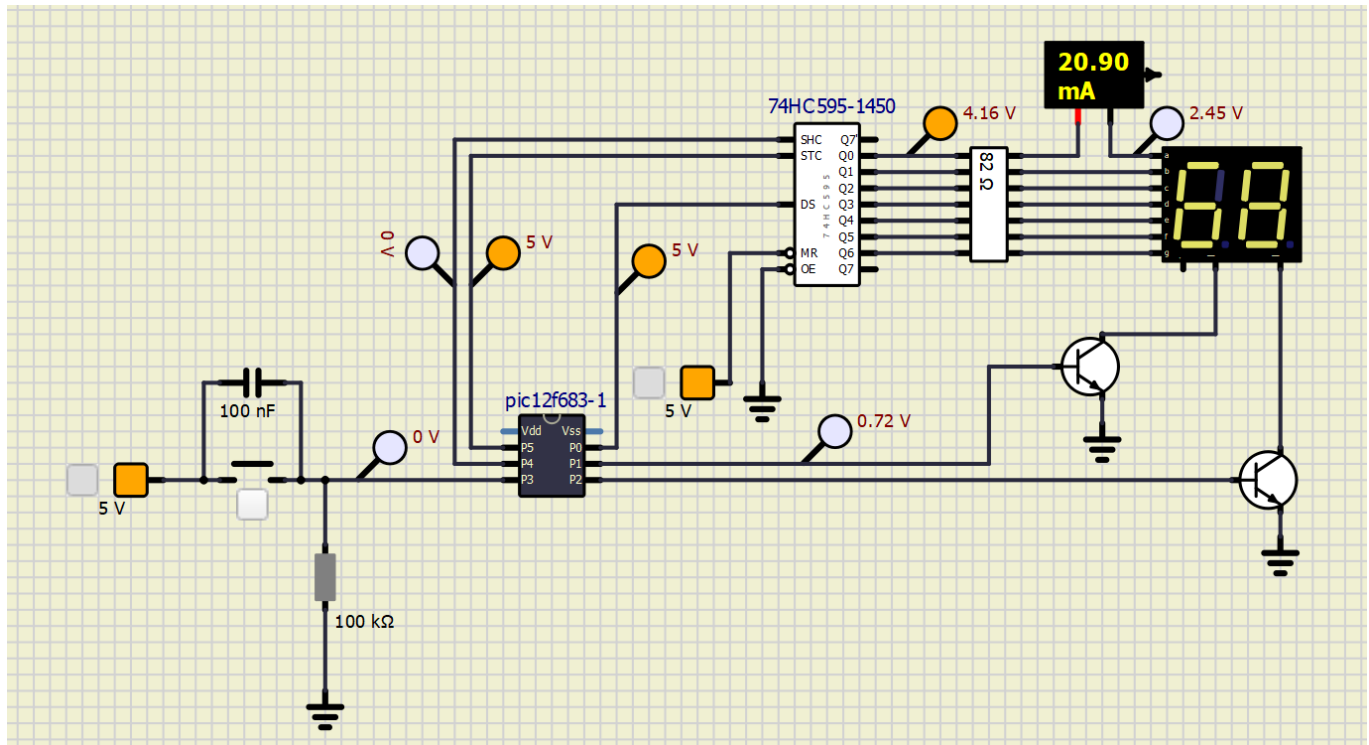 20.90
mA
74HC595-1450
4.16 V
2.45 V
SHC
STC
DS
MR
OE
74HC595
Q7'
Q0
Q1
Q2
Q3
Q4
Q5
Q6
Q7
82 Ω
a
b
c
d
e
f
g
0 V
5 V
5 V
5 V
100 nF
0 V
5 V
pic12f683-1
Vdd Vss
P5 P0
P4 P1
P3 P2
0.72 V
100 kΩ